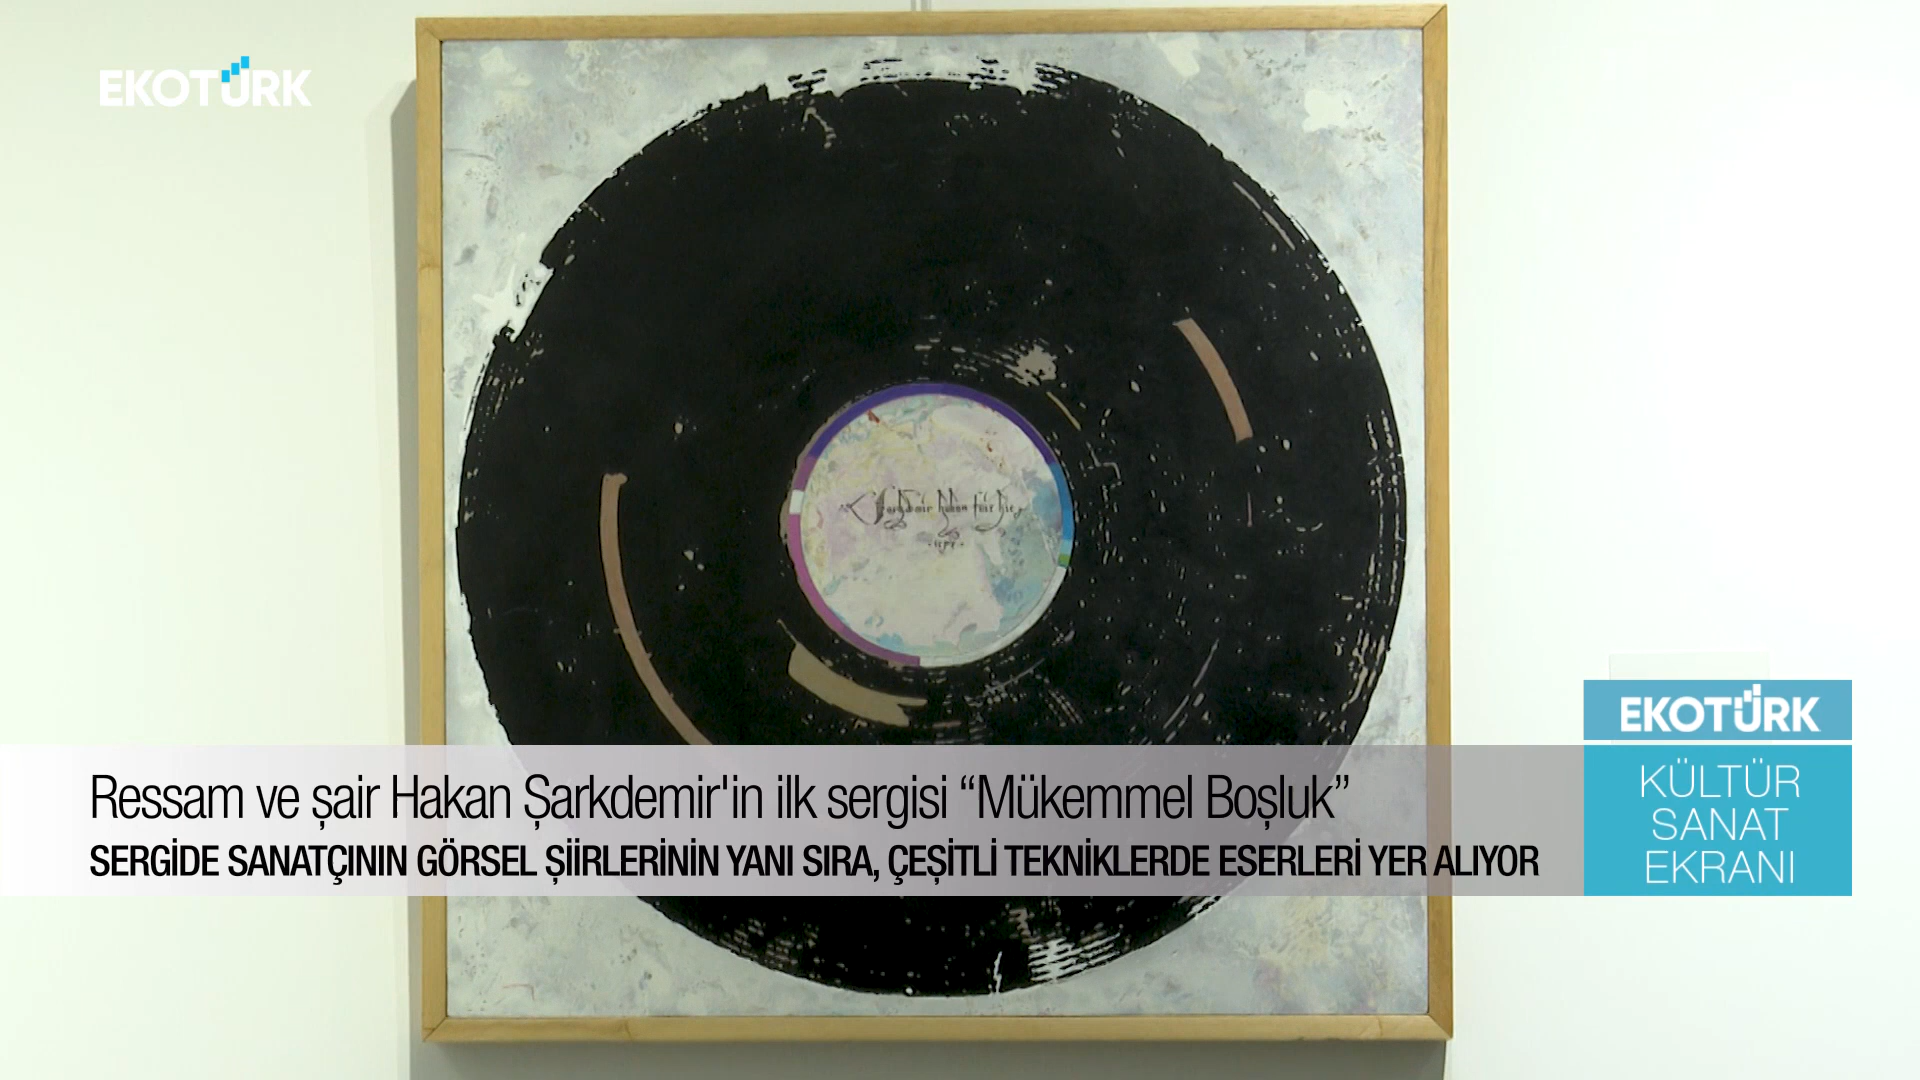 EKOTÜRK
Ressam ve şair Hakan Şarkdemir'in ilk sergisi “Mükemmel Boşluk”
SERGİDE SANATÇININ GÖRSEL ŞİİRLERİNİN YANI SIRA, ÇEŞİTLİ TEKNİKLERDE ESERLERİ YER ALIYOR
EKOTÜRK
KÜLTÜR
SANAT
EKRANI